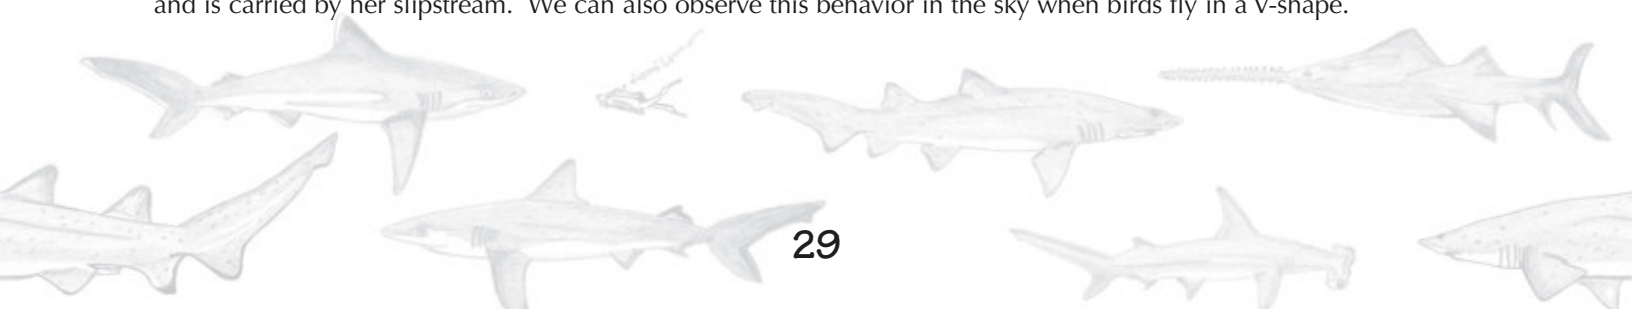 and is carried by her slipstream. We can also observe this behavior in the sky when birds fly in a V-shape.
29